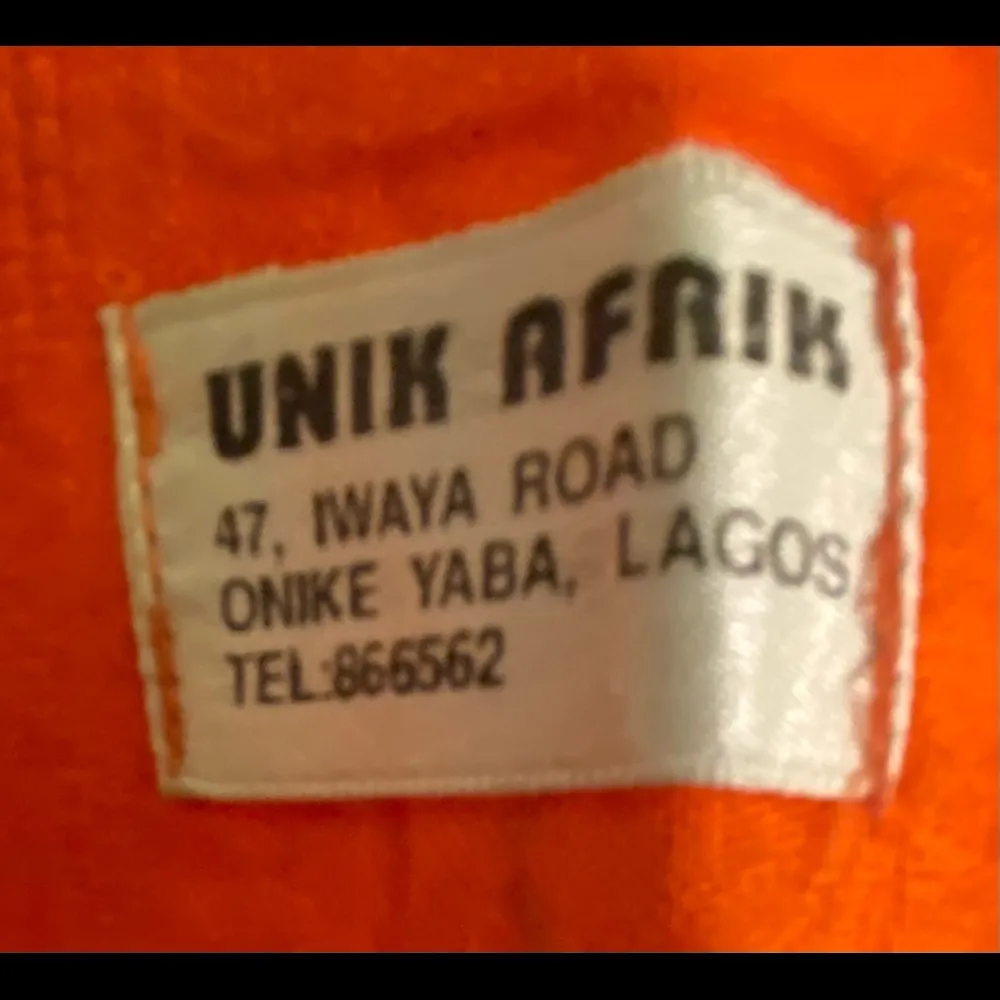 UNIK AFRIK
47, IWAYA ROAD
ONIKE YABA, LAGOS
TEL:866562